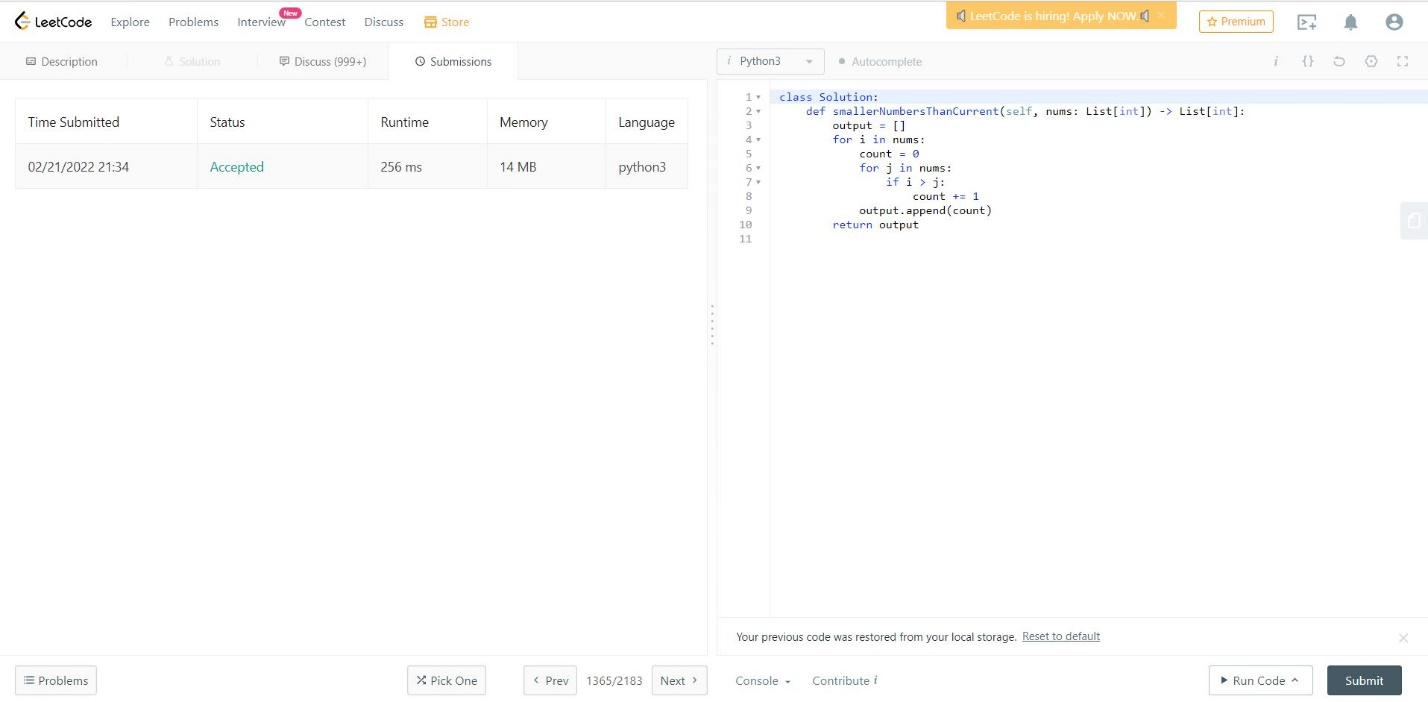 LeetCode Explore Problems Interview New Contest Discuss Store LeetCode is hiring! Apply NOW. × Premium
Description Solution Discuss (999+) Submissions
Time Submitted Status Runtime Memory Language
02/21/2022 21:34 Accepted 256 ms 14 MB python3
i Python3 Autocomplete i {}
1 class Solution:
2 def smallerNumbersThanCurrent(self, nums: List[int]) -> List[int]:
3 output = []
4 for i in nums:
5 count = 0
6 for j in nums:
7 if i > j:
8 count += 1
9 output.append(count)
10 return output
11
Your previous code was restored from your local storage. Reset to default
Problems Pick One Prev 1365/2183 Next Console Contribute i Run Code Submit